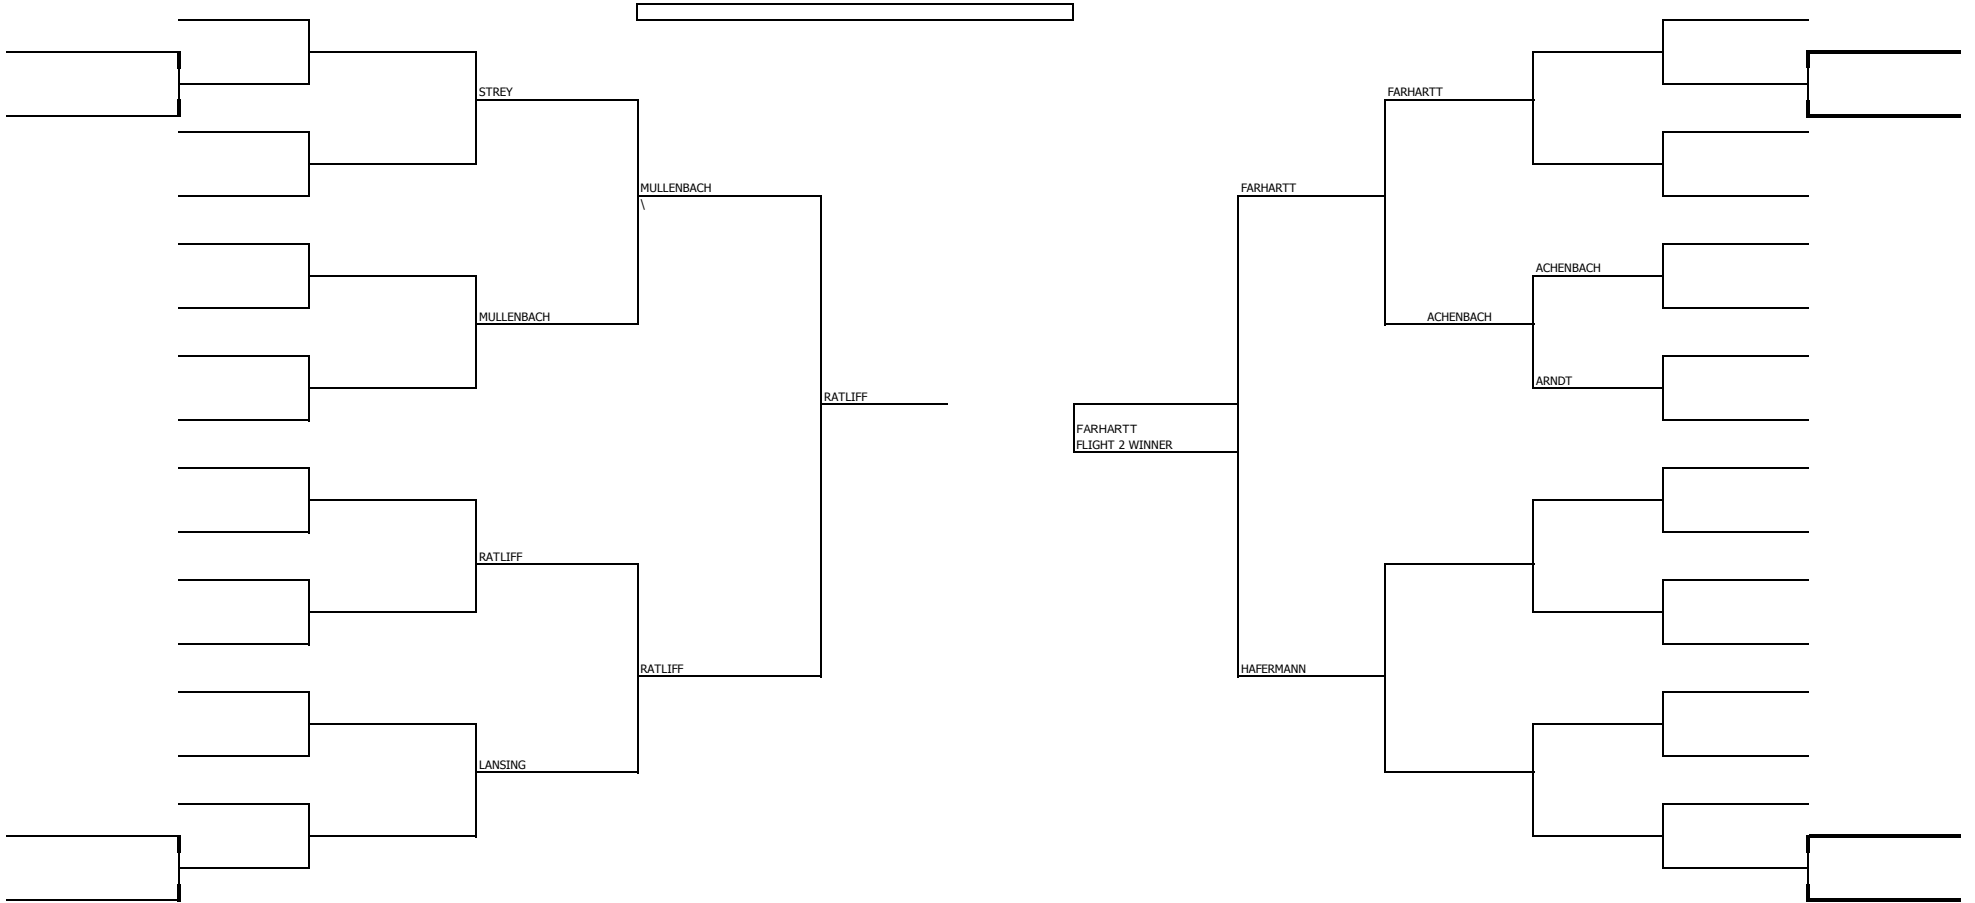 STREY
FARHARTT
MULLENBACH
\
FARHARTT
ACHENBACH
MULLENBACH
ACHENBACH
ARNDT
RATLIFF
FARHARTT
FLIGHT 2 WINNER
RATLIFF
RATLIFF
HAFERMANN
LANSING